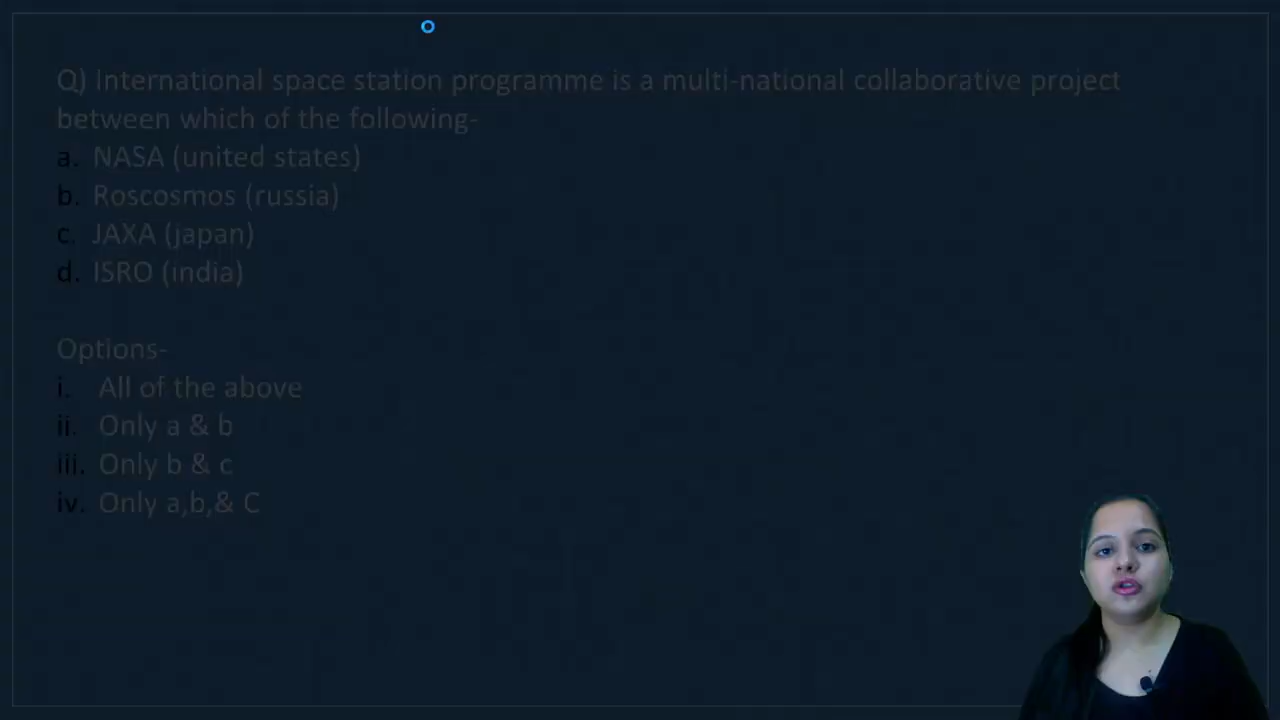 Q) International space station programme is a multi-national collaborative project
between which of the following-
a. NASA (united states)
b. Roscosmos (russia)
c. JAXA (japan)
d. ISRO (india)
Options-
i. All of the above
ii. Only a & b
iii. Only b & c
iv. Only a,b,& C